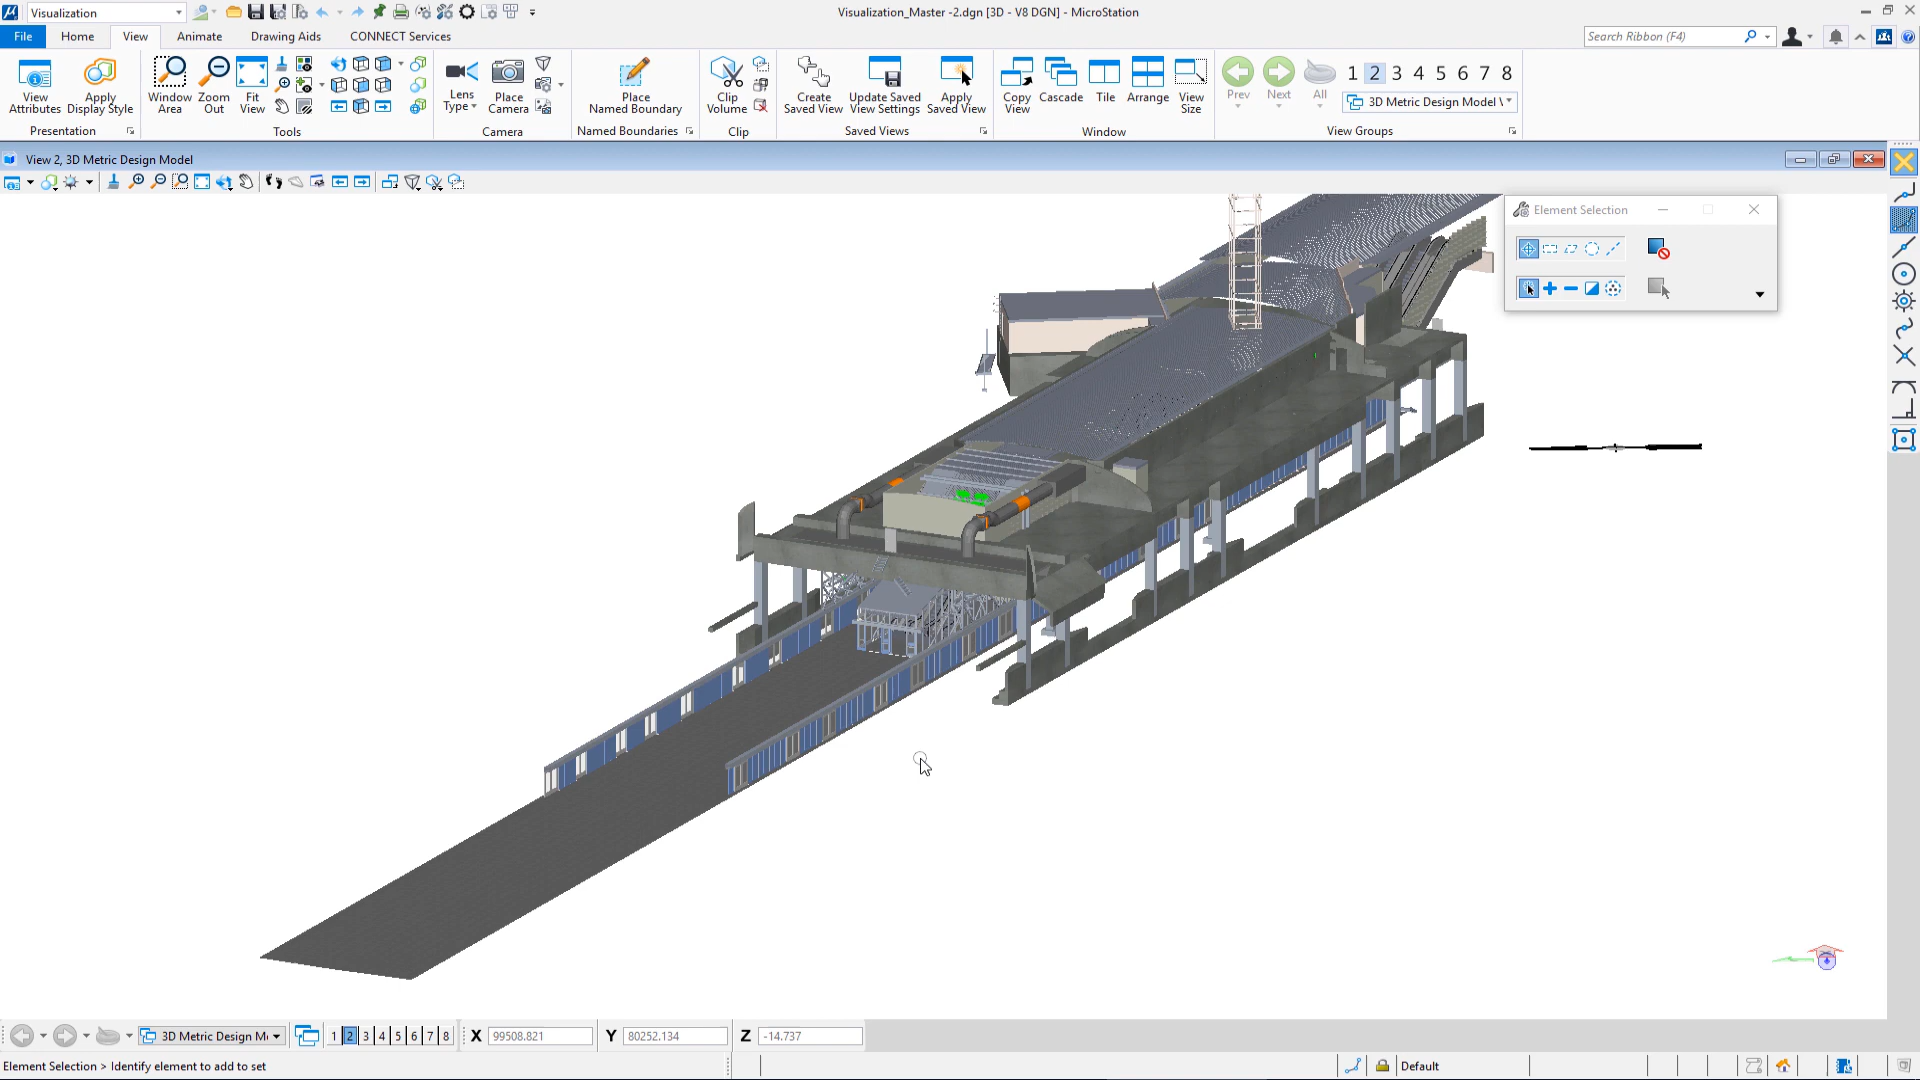 Visualization
Visualization_Master -2.dgn [3D - V8 DGN] - MicroStation
File Home View Animate Drawing Aids CONNECT Services
Search Ribbon (F4)
View Attributes
Apply Display Style
Presentation
Window Area
Zoom Out
Fit View
Tools
Lens Type
Place Camera
Camera
Place Named Boundary
Named Boundaries
Clip Volume
Clip
Create Saved View
Update Saved View Settings
Apply Saved View
Saved Views
Copy View
Cascade
Tile
Arrange
View Size
Window
Prev
Next
All
1 2 3 4 5 6 7 8
3D Metric Design Model \
View Groups
View 2, 3D Metric Design Model
Element Selection
3D Metric Design M
1 2 3 4 5 6 7 8
X 99508.821
Y 80252.134
Z -14.737
Element Selection > Identify element to add to set
Default